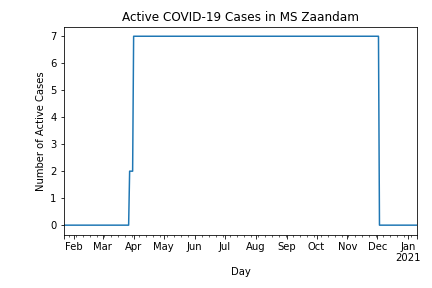 Active COVID-19 Cases in MS Zaandam
Number of Active Cases
7
6
5
4
3
2
1
0
Feb Mar Apr May Jun Jul Aug Sep Oct Nov Dec Jan
2021
Day